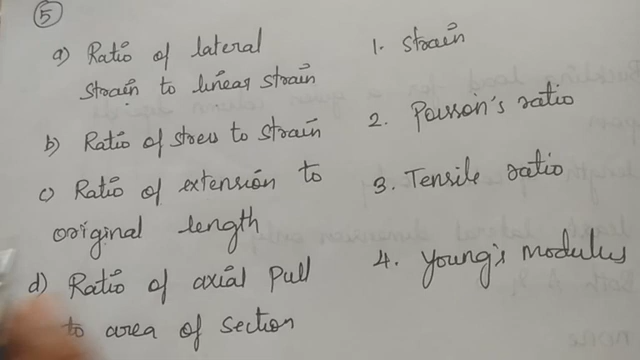 5
a) Ratio of lateral
strain to linear strain
b) Ratio of stress to strain
c) Ratio of extension to
original length
d) Ratio of axial pull
to area of section
1. Strain
2. Poisson's ratio
3. Tensile ratio
4. Young's modulus